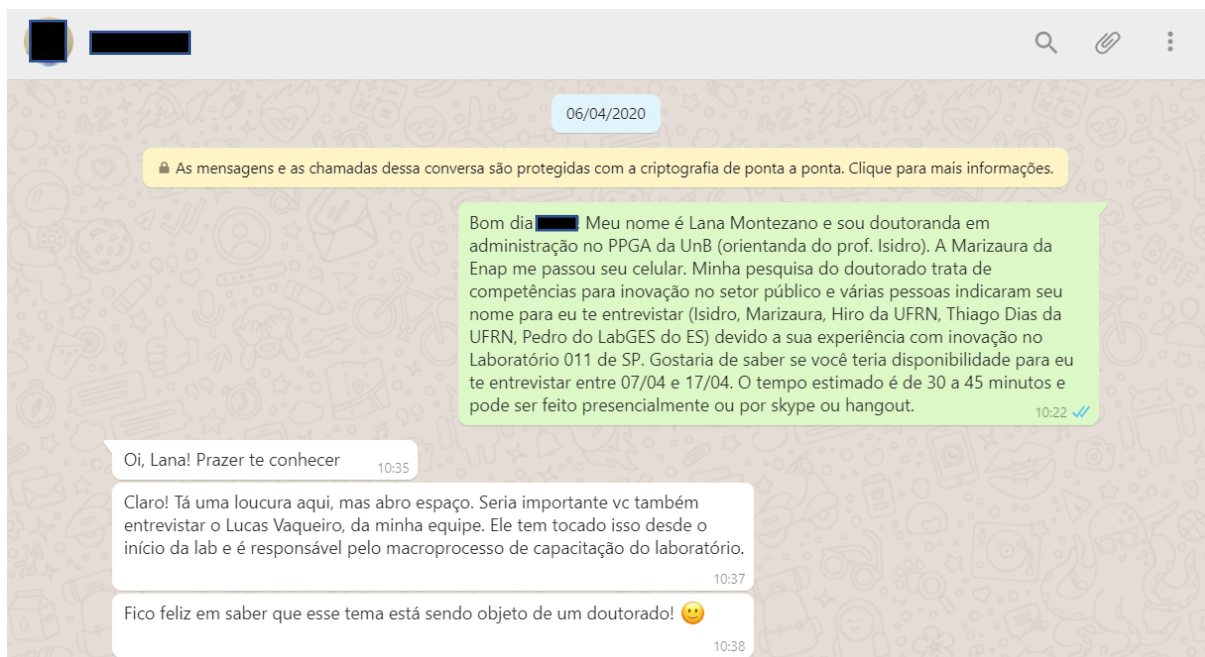 06/04/2020
As mensagens e as chamadas dessa conversa são protegidas com a criptografia de ponta a ponta. Clique para mais informações.
Bom dia Meu nome é Lana Montezano e sou doutoranda em
administração no PPGA da UnB (orientanda do prof. Isidro). A Marizaura da
Enap me passou seu celular. Minha pesquisa do doutorado trata de
competências para inovação no setor público e várias pessoas indicaram seu
nome para eu te entrevistar (Isidro, Marizaura, Hiro da UFRN, Thiago Dias da
UFRN, Pedro do LabGES do ES) devido a sua experiência com inovação no
Laboratório 011 de SP. Gostaria de saber se você teria disponibilidade para eu
te entrevistar entre 07/04 e 17/04. O tempo estimado é de 30 a 45 minutos e
pode ser feito presencialmente ou por skype ou hangout.
10:22
Oi, Lana! Prazer te conhecer
10:35
Claro! Tá uma loucura aqui, mas abro espaço. Seria importante vc também
entrevistar o Lucas Vaqueiro, da minha equipe. Ele tem tocado isso desde o
início da lab e é responsável pelo macroprocesso de capacitação do laboratório.
10:37
Fico feliz em saber que esse tema está sendo objeto de um doutorado! 🙂
10:38